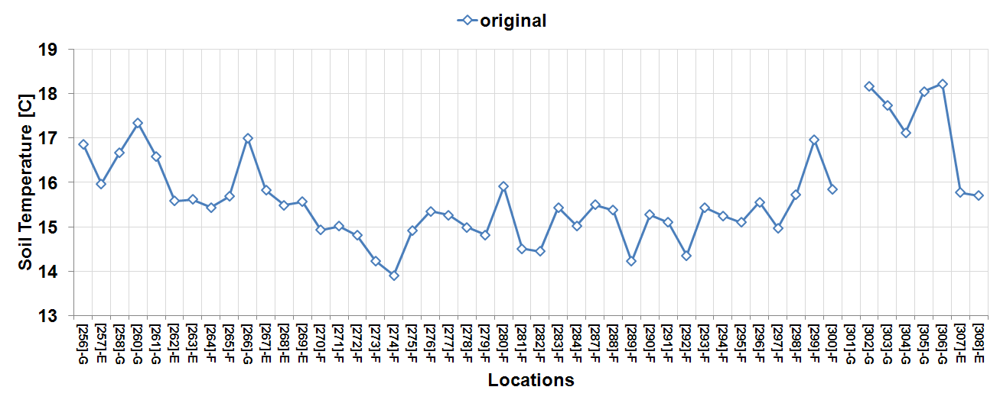 original
19
18
17
16
15
14
13
Soil Temperature [C]
[256]-G
[257]-E
[258]-G
[260]-G
[261]-G
[262]-E
[263]-E
[264]-F
[265]-F
[266]-G
[267]-E
[268]-E
[269]-E
[270]-F
[271]-F
[272]-F
[273]-F
[274]-F
[275]-F
[276]-F
[277]-F
[278]-F
[279]-F
[280]-F
[281]-F
[282]-F
[283]-F
[284]-F
[287]-F
[288]-F
[289]-F
[290]-F
[291]-F
[292]-F
[293]-F
[294]-F
[295]-F
[296]-F
[297]-F
[298]-F
[299]-F
[300]-F
[301]-G
[302]-G
[303]-G
[304]-G
[305]-G
[306]-G
[307]-E
[308]-E
Locations